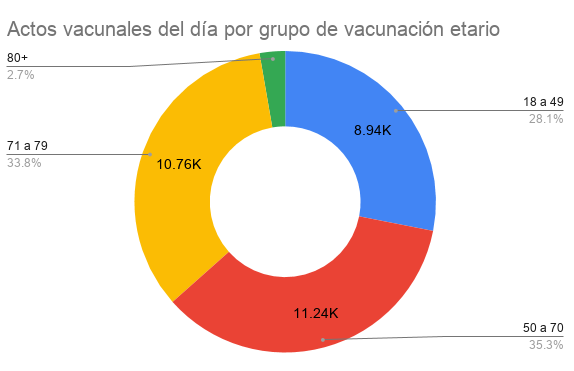 Actos vacunales del día por grupo de vacunación etario
80+
2.7%
18 a 49
28.1%
8.94K
71 a 79
33.8%
10.76K
11.24K
50 a 70
35.3%